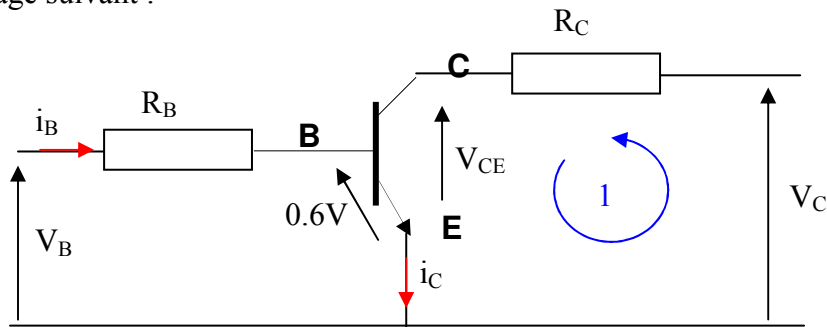 age suivant :
R_C
C
R_B
i_B
B
V_CE
1
V_C
0.6V
E
V_B
i_C